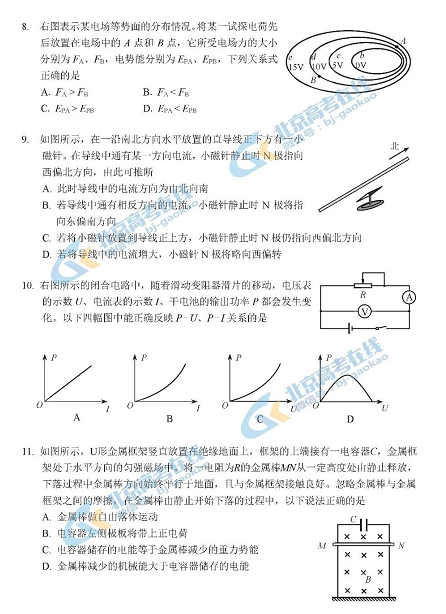 8. 右图表示某电场等势面的分布情况。将某一试探电荷先
后放置在电场中的 A 点和 B 点，它所受电场力的大小
分别为 FA、FB，电势能分别为 EPA、EPB，下列关系式
正确的是
A. FA > FB B. FA < FB
C. EPA > EPB D. EPA < EPB
e d c b A
15V 10V 5V 0V
B
9. 如图所示，在一沿南北方向水平放置的直导线正下方有一小
磁针。在导线中通有某一方向电流，小磁针静止时 N 极指向
西偏北方向，由此可推断
A. 此时导线中的电流方向为由北向南
B. 若导线中通有相反方向的电流，小磁针静止时 N 极将指
向东偏南方向
C. 若将小磁针放置到导线正上方，小磁针静止时 N 极仍指向西偏北方向
D. 若将导线中的电流增大，小磁针 N 极将略向西偏转
北
10. 右图所示的闭合电路中，随着滑动变阻器滑片的移动，电压表
的示数 U、电流表的示数 I、干电池的输出功率 P 都会发生变
化。以下四幅图中能正确反映 P－U、P－I 关系的是
R
A
V
P P P P
O I O I O U O U
A B C D
11. 如图所示，U形金属框架竖直放置在绝缘地面上，框架的上端接有一电容器C，金属框
架处于水平方向的匀强磁场中。将一电阻为R的金属棒MN从一定高度处由静止释放，
下落过程中金属棒方向始终平行于地面，且与金属框架接触良好。忽略金属棒与金属
框架之间的摩擦，在金属棒由静止开始下落的过程中，以下说法正确的是
A. 金属棒做自由落体运动
B. 电容器左侧极板将带上正电荷
C. 电容器储存的电能等于金属棒减少的重力势能
D. 金属棒减少的机械能大于电容器储存的电能
C
M N
B
北京高考在线
微信号：bj-gaokao